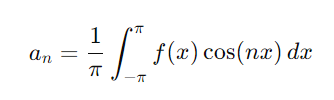 a_n = \frac{1}{\pi} \int_{-\pi}^{\pi} f(x) \cos(nx) \, dx